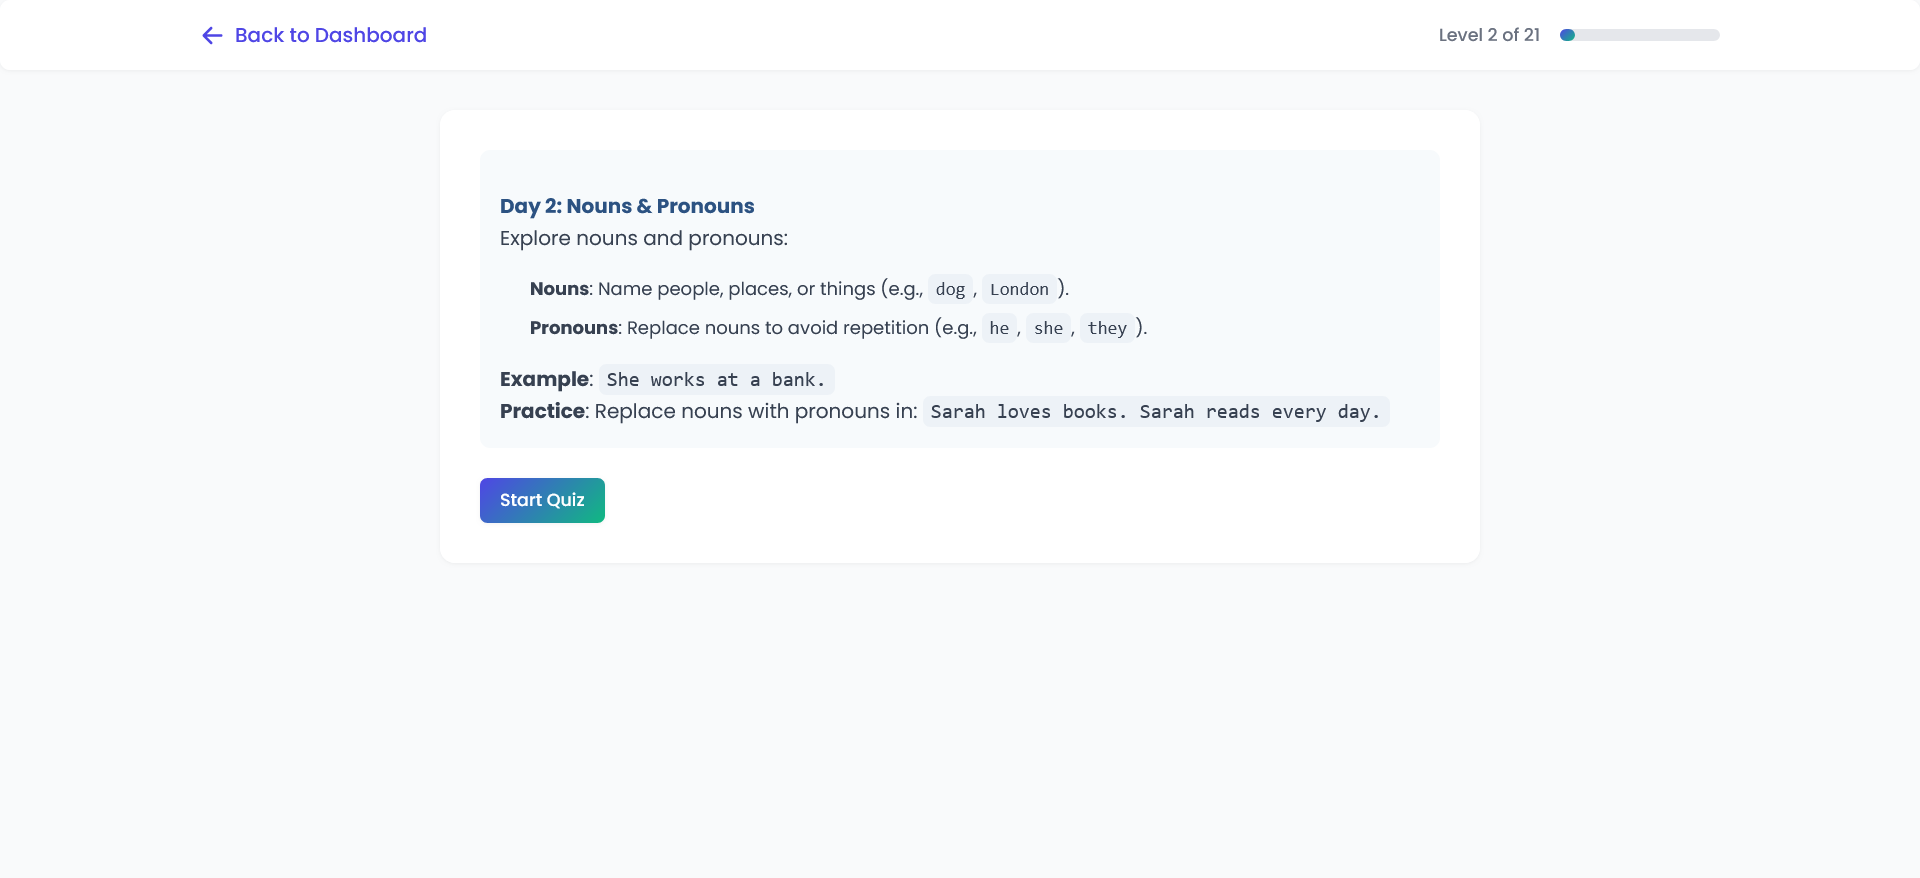 Back to Dashboard
Level 2 of 21
Day 2: Nouns & Pronouns
Explore nouns and pronouns:
Nouns: Name people, places, or things (e.g., dog, London).
Pronouns: Replace nouns to avoid repetition (e.g., he, she, they).
Example: She works at a bank.
Practice: Replace nouns with pronouns in: Sarah loves books. Sarah reads every day.
Start Quiz